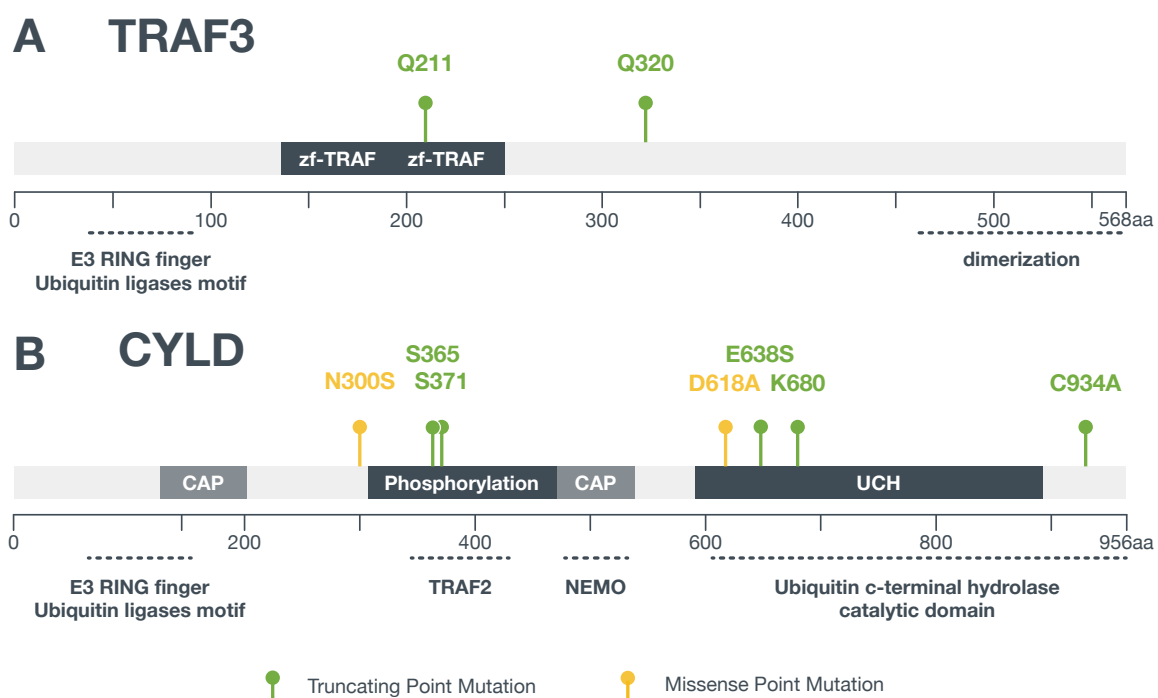 A TRAF3
Q211 Q320
zf-TRAF zf-TRAF
0 100 200 300 400 500 568aa
E3 RING finger dimerization
Ubiquitin ligases motif
B CYLD
S365 E638S
N300S S371 D618A K680 C934A
CAP Phosphorylation CAP UCH
0 200 400 600 800 956aa
E3 RING finger TRAF2 NEMO Ubiquitin c-terminal hydrolase
Ubiquitin ligases motif catalytic domain
Truncating Point Mutation Missense Point Mutation